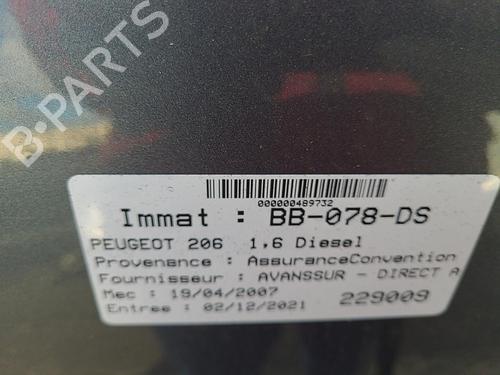 B-PARTS
000000489732
Immat : BB-078-DS
PEUGEOT 206 1,6 Diesel
Provenance : AssuranceConvention
Fournisseur : AVANSSUR - DIRECT A
Mec : 19/04/2007
Entree : 02/12/2021 229009